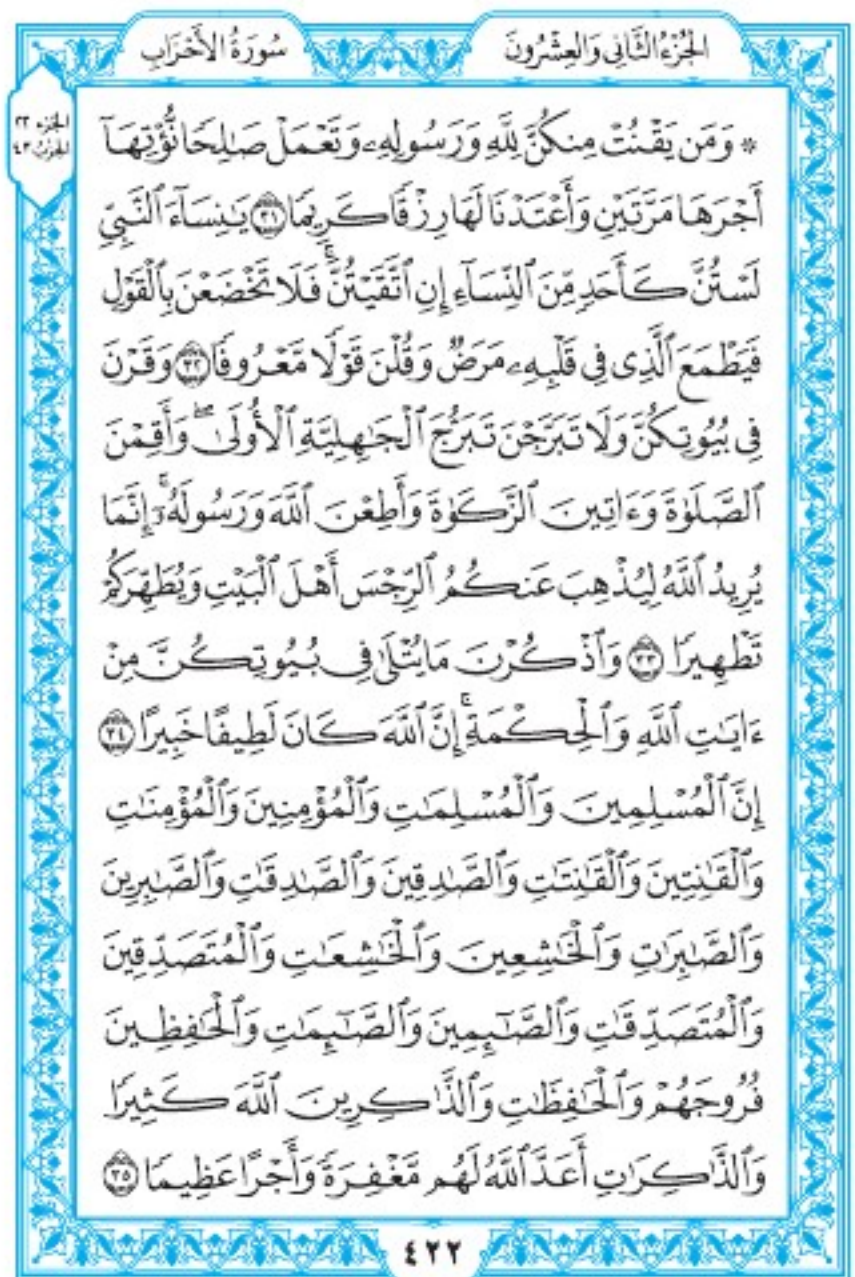 سُورَةُ الأَحْزَابِ
الجُزْءُ الثَّانِي وَالعِشْرُونَ
الجزء ٢٢
الحزب ٤٣
* وَمَن يَقْنُتْ مِنكُنَّ لِلَّهِ وَرَسُولِهِۦ وَتَعْمَلْ صَٰلِحًا نُّؤْتِهَآ
أَجْرَهَا مَرَّتَيْنِ وَأَعْتَدْنَا لَهَا رِزْقًا كَرِيمًا ٣١ يَٰنِسَآءَ ٱلنَّبِيِّ
لَسْتُنَّ كَأَحَدٍ مِّنَ ٱلنِّسَآءِ إِنِ ٱتَّقَيْتُنَّۚ فَلَا تَخْضَعْنَ بِٱلْقَوْلِ
فَيَطْمَعَ ٱلَّذِى فِى قَلْبِهِۦ مَرَضٌ وَقُلْنَ قَوْلًا مَّعْرُوفًا ٣٢ وَقَرْنَ
فِى بُيُوتِكُنَّ وَلَا تَبَرَّجْنَ تَبَرُّجَ ٱلْجَٰهِلِيَّةِ ٱلْأُولَىٰۖ وَأَقِمْنَ
ٱلصَّلَوٰةَ وَءَاتِينَ ٱلزَّكَوٰةَ وَأَطِعْنَ ٱللَّهَ وَرَسُولَهُۥٓۚ إِنَّمَا
يُرِيدُ ٱللَّهُ لِيُذْهِبَ عَنكُمُ ٱلرِّجْسَ أَهْلَ ٱلْبَيْتِ وَيُطَهِّرَكُمْ
تَطْهِيرًا ٣٣ وَٱذْكُرْنَ مَا يُتْلَىٰ فِى بُيُوتِكُنَّ مِنْ
ءَايَٰتِ ٱللَّهِ وَٱلْحِكْمَةِۚ إِنَّ ٱللَّهَ كَانَ لَطِيفًا خَبِيرًا ٣٤
إِنَّ ٱلْمُسْلِمِينَ وَٱلْمُسْلِمَٰتِ وَٱلْمُؤْمِنِينَ وَٱلْمُؤْمِنَٰتِ
وَٱلْقَٰنِتِينَ وَٱلْقَٰنِتَٰتِ وَٱلصَّٰدِقِينَ وَٱلصَّٰدِقَٰتِ وَٱلصَّٰبِرِينَ
وَٱلصَّٰبِرَٰتِ وَٱلْخَٰشِعِينَ وَٱلْخَٰشِعَٰتِ وَٱلْمُتَصَدِّقِينَ
وَٱلْمُتَصَدِّقَٰتِ وَٱلصَّٰٓئِمِينَ وَٱلصَّٰٓئِمَٰتِ وَٱلْحَٰفِظِينَ
فُرُوجَهُمْ وَٱلْحَٰفِظَٰتِ وَٱلذَّٰكِرِينَ ٱللَّهَ كَثِيرًا
وَٱلذَّٰكِرَٰتِ أَعَدَّ ٱللَّهُ لَهُم مَّغْفِرَةً وَأَجْرًا عَظِيمًا ٣٥
٤٢٢